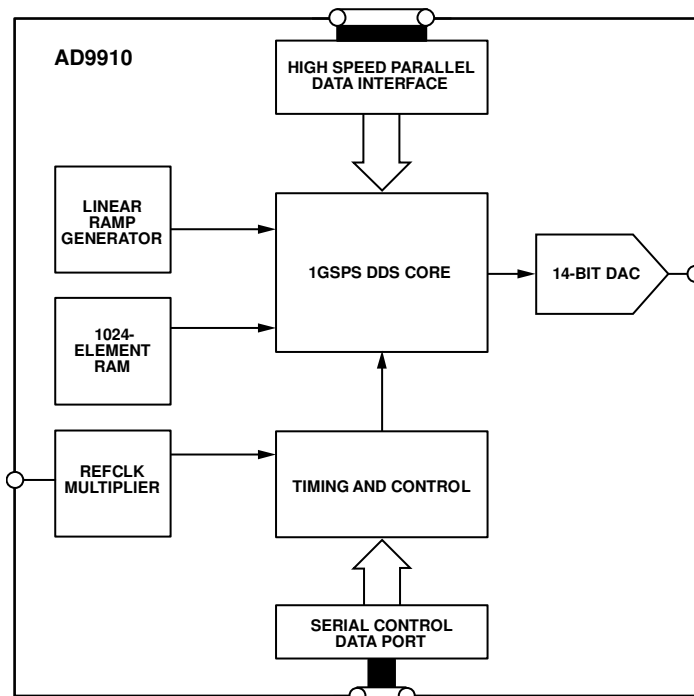 AD9910
HIGH SPEED PARALLEL
DATA INTERFACE
LINEAR
RAMP
GENERATOR
1GSPS DDS CORE
14-BIT DAC
1024-
ELEMENT
RAM
REFCLK
MULTIPLIER
TIMING AND CONTROL
SERIAL CONTROL
DATA PORT